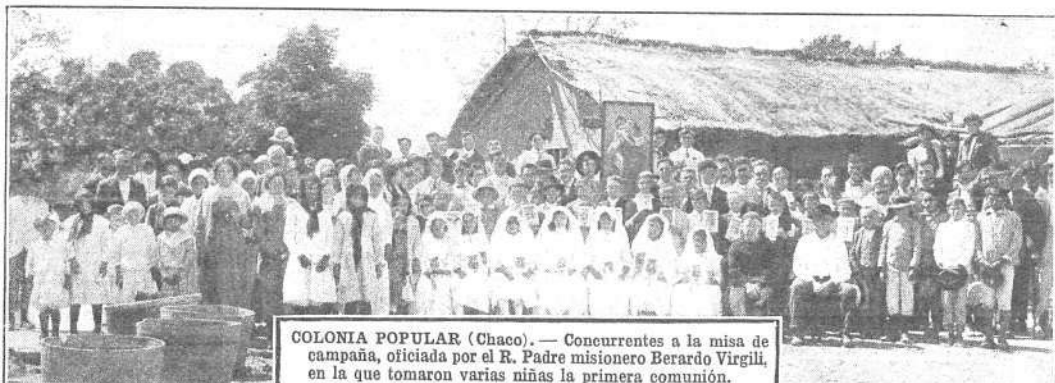 COLONIA POPULAR (Chaco). — Concurrentes a la misa de
campaña, oficiada por el R. Padre misionero Berardo Virgili,
en la que tomaron varias niñas la primera comunión.